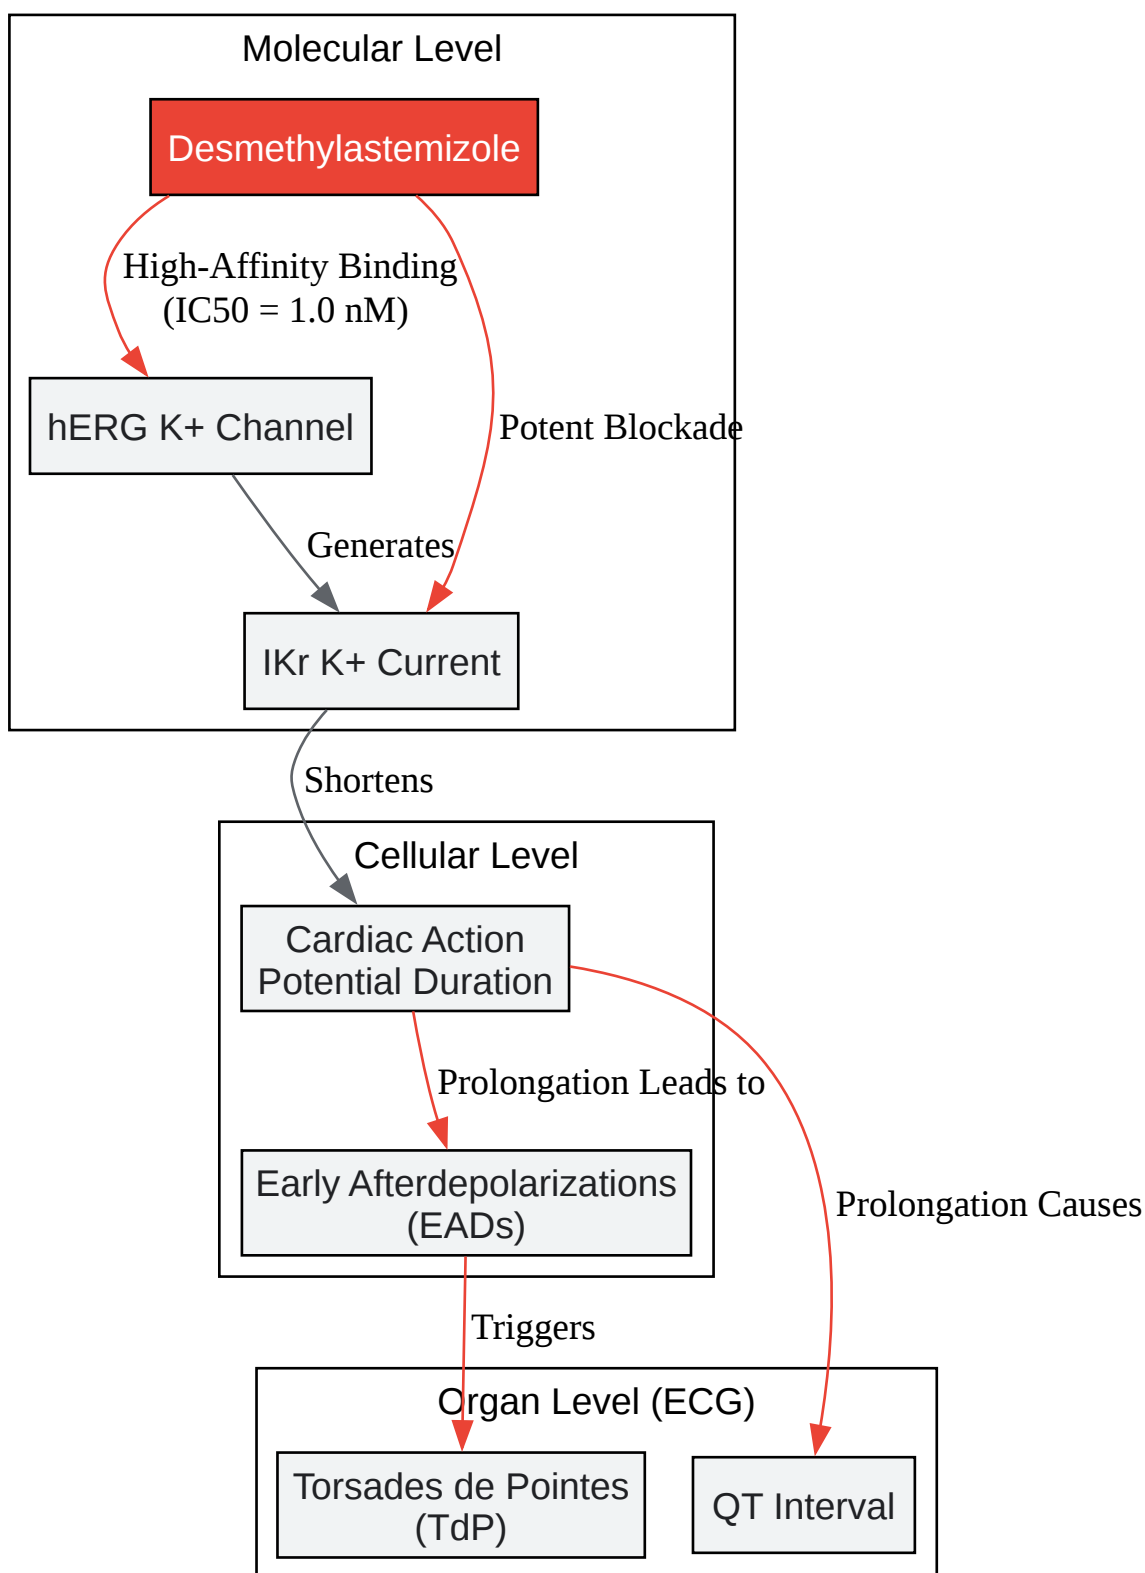 Molecular Level
Desmethylastemizole
High-Affinity Binding
(IC50 = 1.0 nM)
hERG K+ Channel
Potent Blockade
Generates
IKr K+ Current
Shortens
Cellular Level
Cardiac Action
Potential Duration
Prolongation Leads to
Early Afterdepolarizations
(EADs)
Prolongation Causes
Triggers
Organ Level (ECG)
Torsades de Pointes
(TdP)
QT Interval